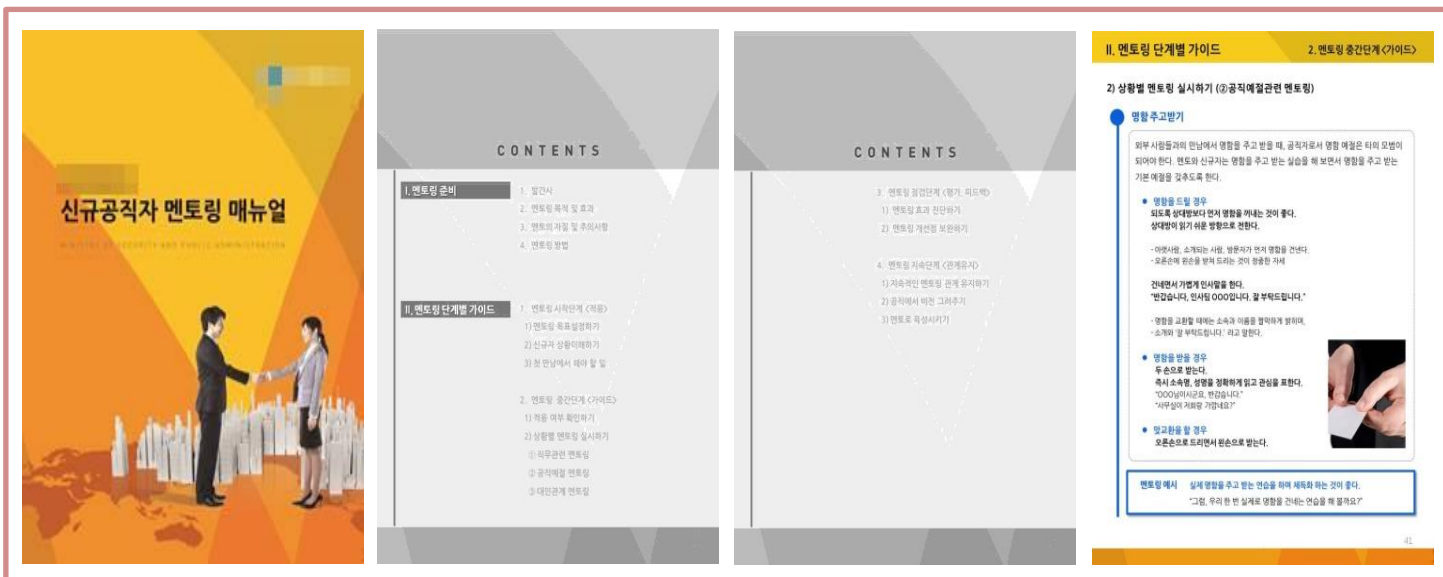 신규공직자 멘토링 매뉴얼
MINISTRY OF SECURITY AND PUBLIC ADMINISTRATION
CONTENTS
I. 멘토링 준비
1. 발간사
2. 멘토링 목적 및 효과
3. 멘토의 자질 및 주의사항
4. 멘토링 방법
II. 멘토링 단계별 가이드
1. 멘토링 시작단계 <적응>
1) 멘토링 목표설정하기
2) 신규자 상황이해하기
3) 첫 만남에서 해야 할 일
2. 멘토링 중간단계 <가이드>
1) 적응 여부 확인하기
2) 상황별 멘토링 실시하기
① 직무관련 멘토링
② 공직예절 멘토링
③ 대인관계 멘토링
CONTENTS
3. 멘토링 점검단계 <평가, 피드백>
1) 멘토링 효과 진단하기
2) 멘토링 개선점 보완하기
4. 멘토링 지속단계 <관계유지>
1) 지속적인 멘토링 관계 유지하기
2) 공직에서 비전 그려주기
3) 멘토로 육성시키기
II. 멘토링 단계별 가이드
2. 멘토링 중간단계 <가이드>
2) 상황별 멘토링 실시하기 (②공직예절관련 멘토링)
명함 주고받기
외부 사람들과의 만남에서 명함을 주고 받을 때, 공직자로서 명함 예절은 타의 모범이
되어야 한다. 멘토와 신규자는 명함을 주고 받는 실습을 해 보면서 명함을 주고 받는
기본 예절을 갖추도록 한다.
• 명함을 드릴 경우
되도록 상대방보다 먼저 명함을 꺼내는 것이 좋다.
상대방이 읽기 쉬운 방향으로 전한다.
- 아랫사람, 소개되는 사람, 방문자가 먼저 명함을 건넨다.
- 오른손에 왼손을 받쳐 드리는 것이 정중한 자세
건네면서 가볍게 인사말을 한다.
"반갑습니다, 인사팀 OOO입니다. 잘 부탁드립니다."
- 명함을 교환할 때에는 소속과 이름을 명확하게 밝히며,
- 소개와 '잘 부탁드립니다.' 라고 말한다.
• 명함을 받을 경우
두 손으로 받는다.
즉시 소속명, 성명을 정확하게 읽고 관심을 표한다.
"OOO님이시군요, 반갑습니다."
"사무실이 저희랑 가깝네요?"
• 맞교환을 할 경우
오른손으로 드리면서 왼손으로 받는다.
멘토링 예시 실제 명함을 주고 받는 연습을 하며 체득화 하는 것이 좋다.
"그럼, 우리 한 번 실제로 명함을 건네는 연습을 해 볼까요?"
41